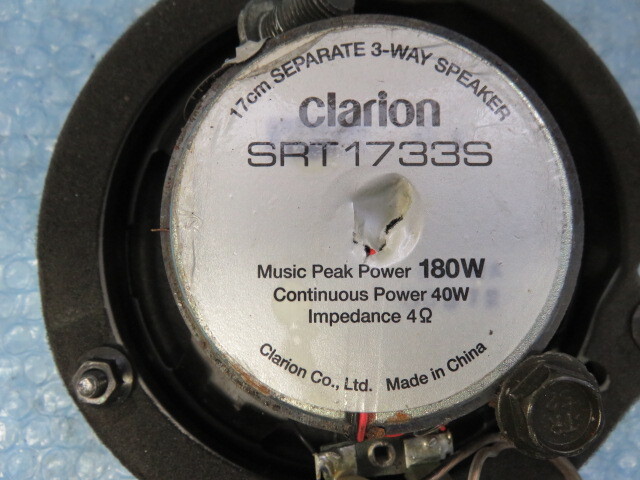 17cm SEPARATE 3-WAY SPEAKER
clarion
SRT1733S
Music Peak Power 180W
Continuous Power 40W
Impedance 4Ω
Clarion Co., Ltd. Made in China